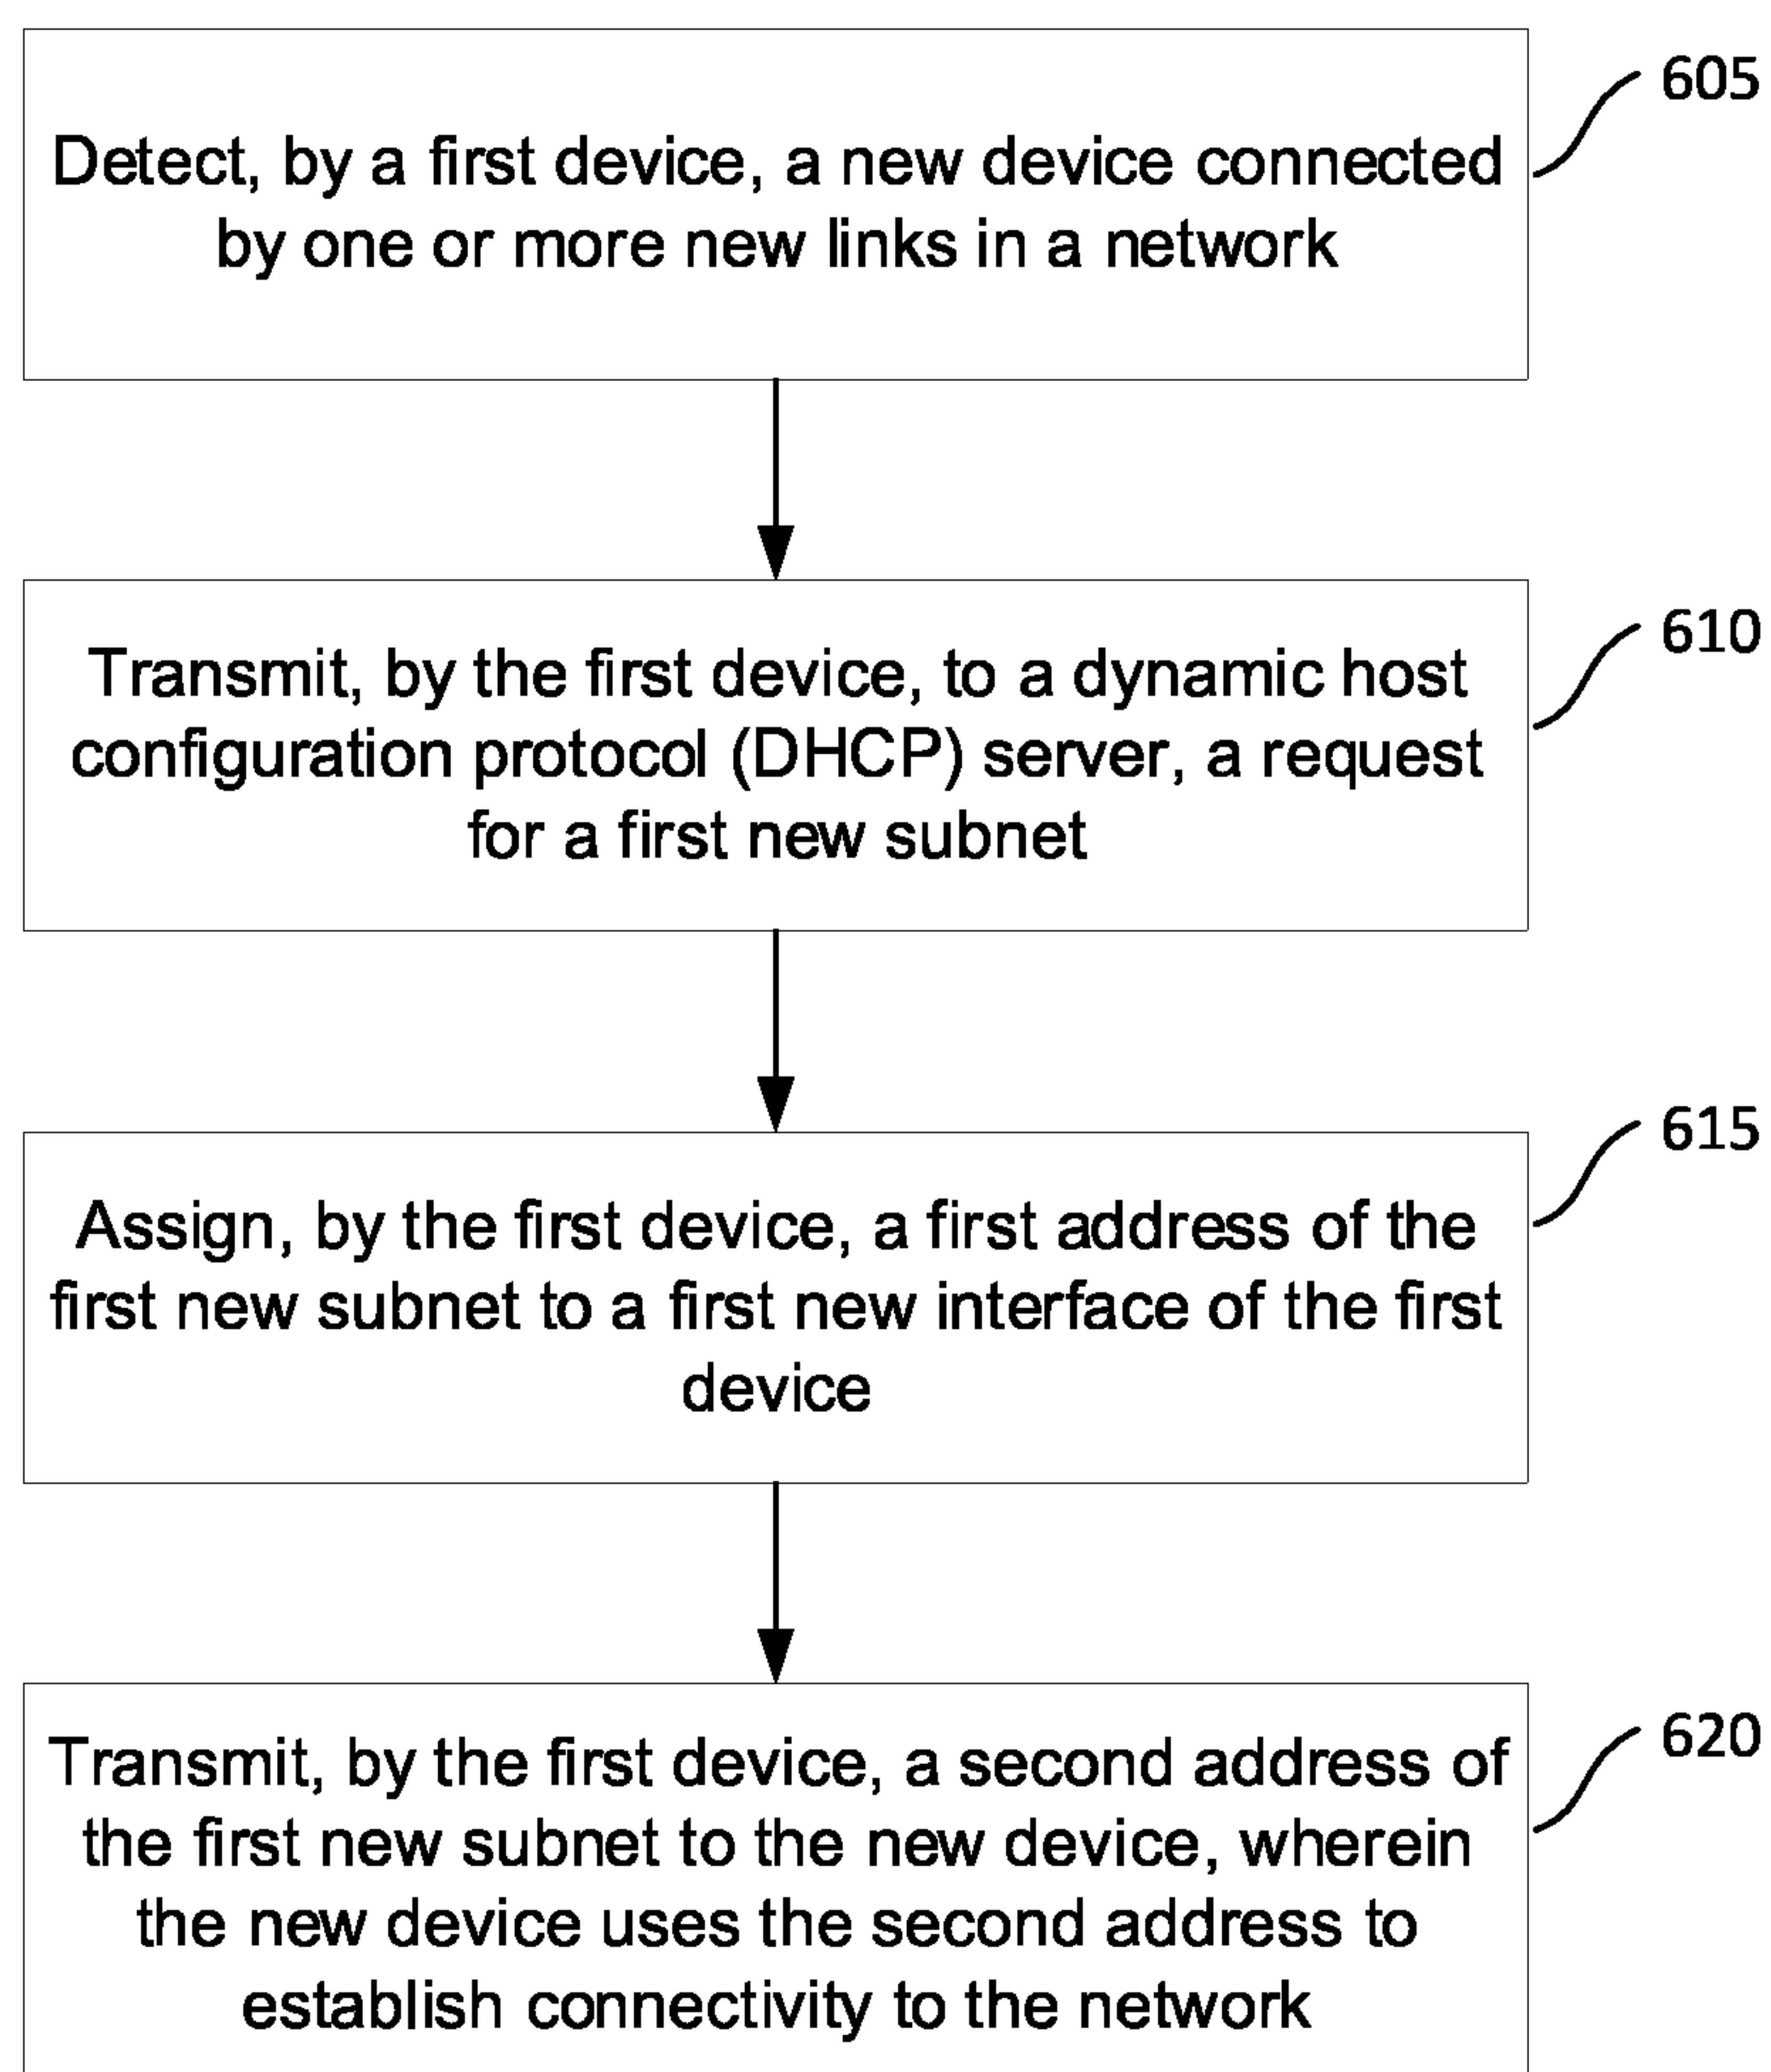 605
Detect, by a first device, a new device connected
by one or more new links in a network
610
Transmit, by the first device, to a dynamic host
configuration protocol (DHCP) server, a request
for a first new subnet
615
Assign, by the first device, a first address of the
first new subnet to a first new interface of the first
device
620
Transmit, by the first device, a second address of
the first new subnet to the new device, wherein
the new device uses the second address to
establish connectivity to the network